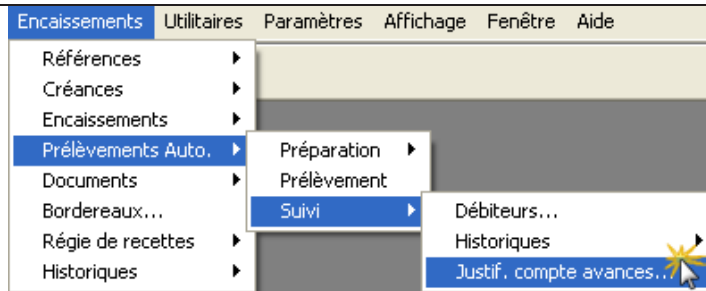 Encaissements Utilitaires Paramètres Affichage Fenêtre Aide
Références
Créances
Encaissements
Prélèvements Auto.
Documents
Bordereaux...
Régie de recettes
Historiques
Préparation
Prélèvement
Suivi
Débiteurs...
Historiques
Justif. compte avances...